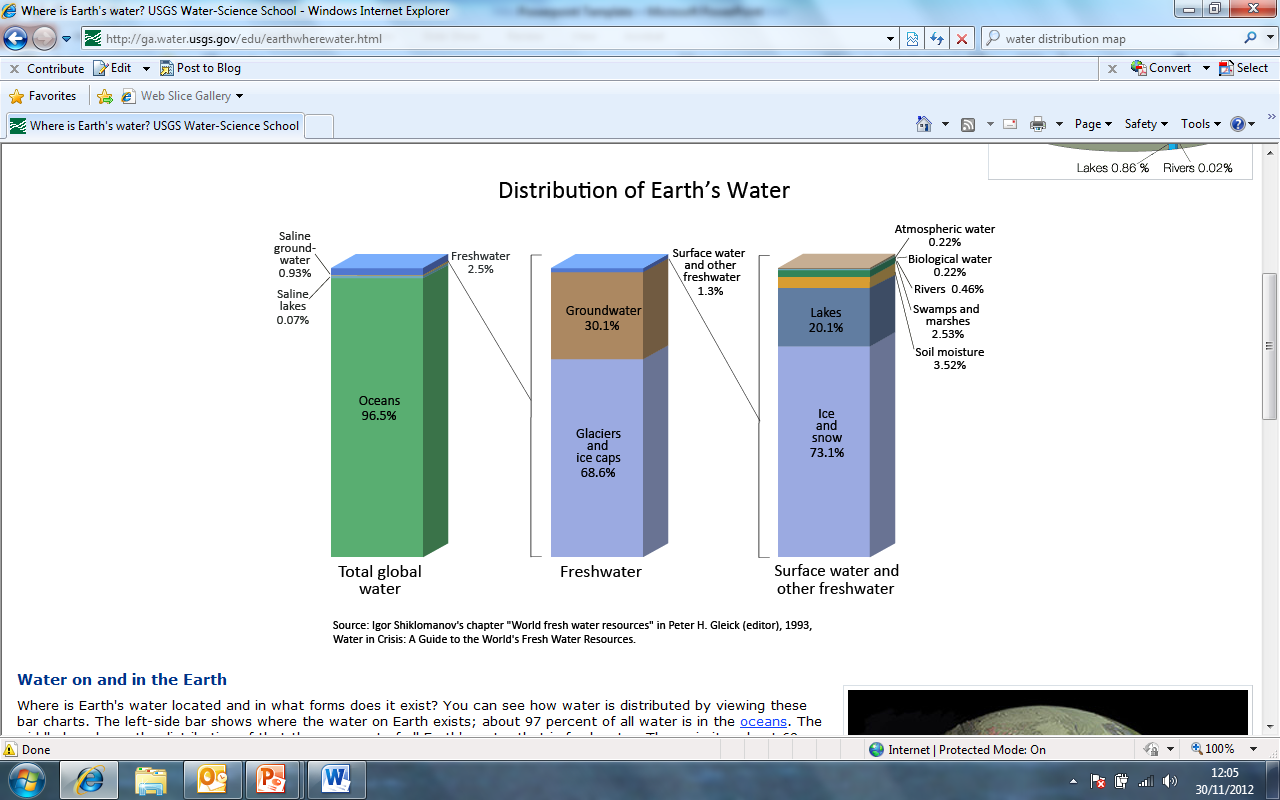 Where is Earth's water? USGS Water-Science School - Windows Internet Explorer
http://ga.water.usgs.gov/edu/earthwherewater.html
water distribution map
x Contribute Edit Post to Blog
x Convert Select
Favorites Web Slice Gallery
Where is Earth's water? USGS Water-Science School
Page Safety Tools
Lakes 0.86 % Rivers 0.02%
Distribution of Earth's Water
Saline
ground-
water
0.93%
Saline
lakes
0.07%
Oceans
96.5%
Total global
water
Freshwater
2.5%
Groundwater
30.1%
Glaciers
and
ice caps
68.6%
Freshwater
Surface water
and other
freshwater
1.3%
Lakes
20.1%
Ice
and
snow
73.1%
Surface water and
other freshwater
Atmospheric water
0.22%
Biological water
0.22%
Rivers 0.46%
Swamps and
marshes
2.53%
Soil moisture
3.52%
Source: Igor Shiklomanov's chapter "World fresh water resources" in Peter H. Gleick (editor), 1993,
Water in Crisis: A Guide to the World's Fresh Water Resources.
Water on and in the Earth
Where is Earth's water located and in what forms does it exist? You can see how water is distributed by viewing these
bar charts. The left-side bar shows where the water on Earth exists; about 97 percent of all water is in the oceans. The
Done
Internet | Protected Mode: On
100%
12:05
30/11/2012